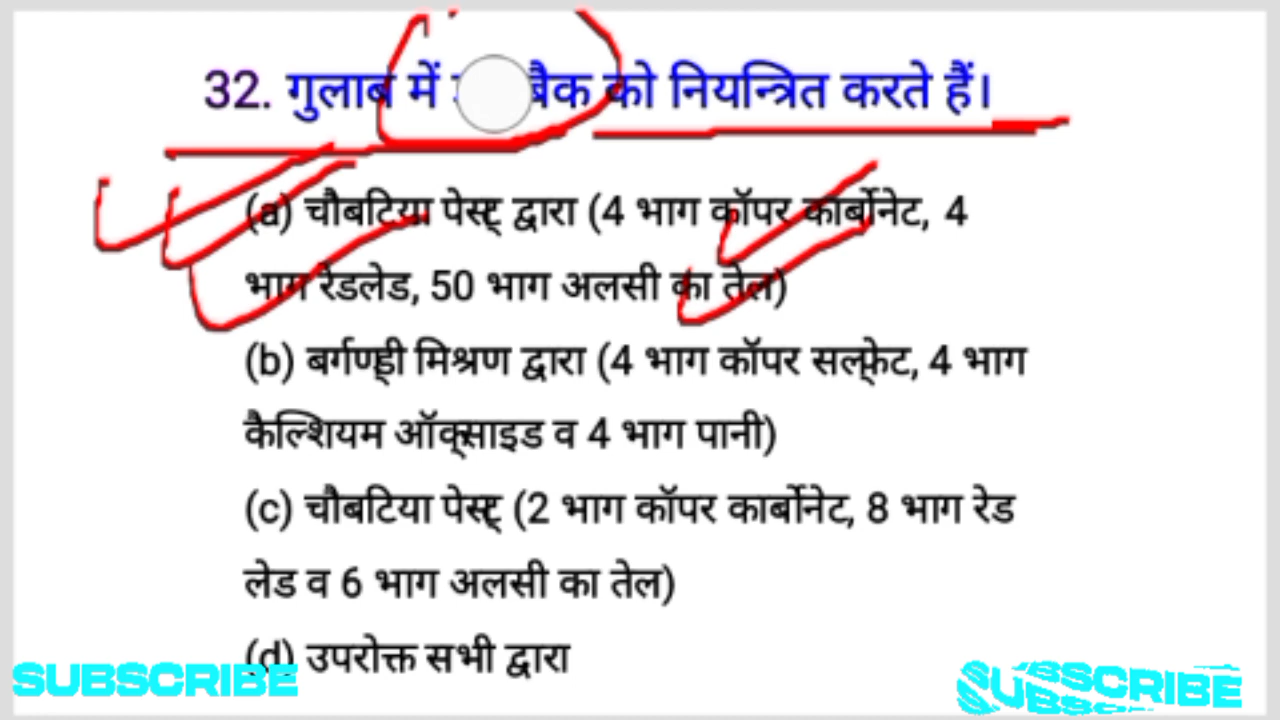 32. गुलाब में बैक को नियन्त्रित करते हैं।
(a) चौबटिया पेस्ट द्वारा (4 भाग कॉपर कार्बोनेट, 4
भाग रेडलेड, 50 भाग अलसी का तेल)
(b) बर्गण्ड्री मिश्रण द्वारा (4 भाग कॉपर सल्फेट, 4 भाग
कैल्शियम ऑक्साइड व 4 भाग पानी)
(c) चौबटिया पेस्ट (2 भाग कॉपर कार्बोनेट, 8 भाग रेड
लेड व 6 भाग अलसी का तेल)
(d) उपरोक्त सभी द्वारा
SUBSCRIBE
SUBSCRIBE